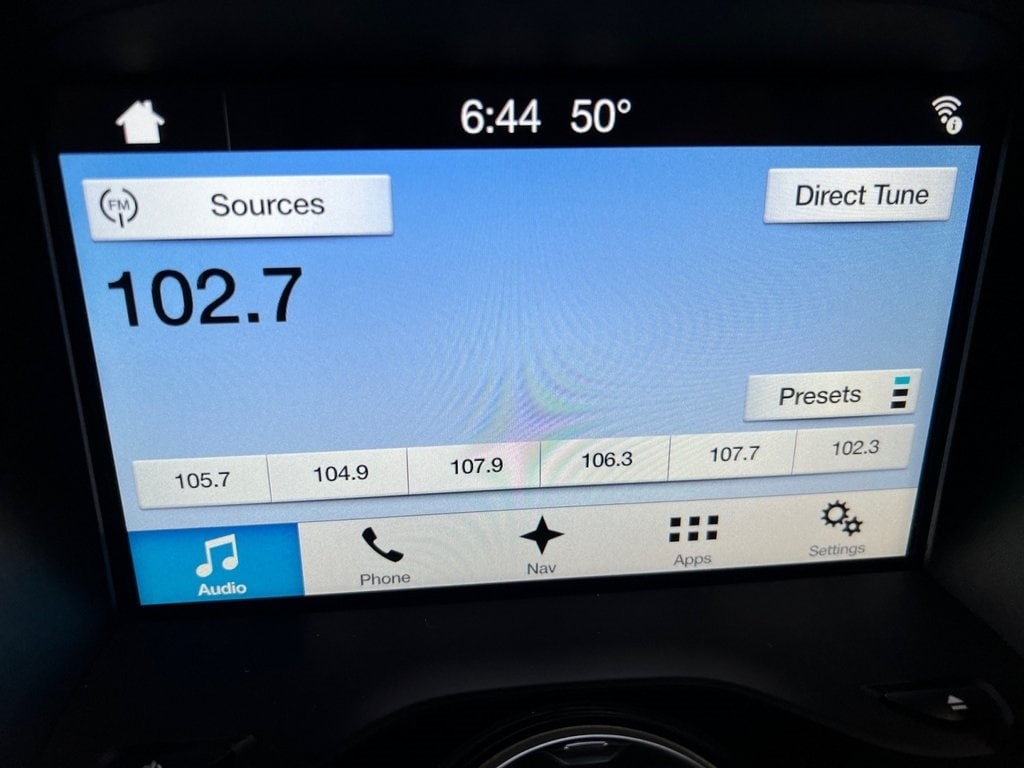 6:44 50°
FM Sources
Direct Tune
102.7
Presets
105.7 104.9 107.9 106.3 107.7 102.3
Audio Phone Nav Apps Settings